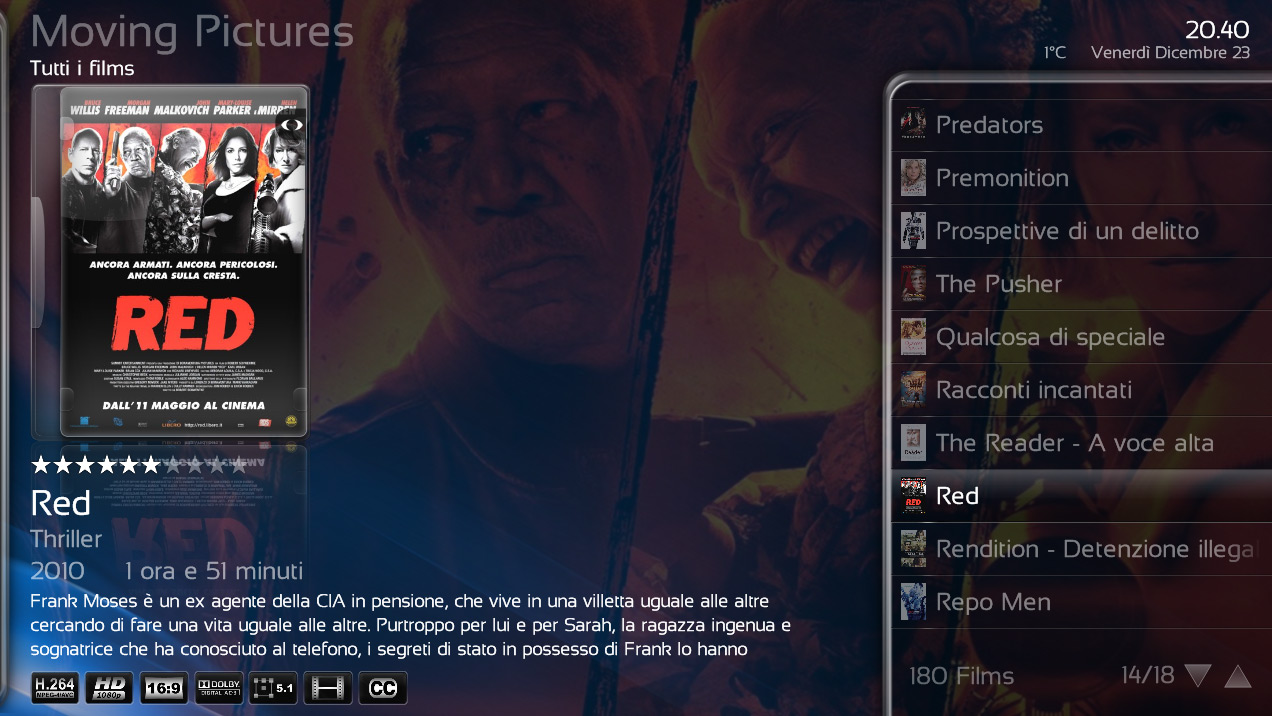 Moving Pictures
Tutti i films
20.40
1°C Venerdì Dicembre 23
BRUCE MORGAN JOHN MARY-LOUISE HELEN
WILLIS FREEMAN MALKOVICH PARKER & MIRREN
ANCORA ARMATI. ANCORA PERICOLOSI.
ANCORA SULLA CRESTA.
RED
DALL'11 MAGGIO AL CINEMA
LIBERO http://red.libero.it
Red
Thriller
2010 1 ora e 51 minuti
Frank Moses è un ex agente della CIA in pensione, che vive in una villetta uguale alle altre
cercando di fare una vita uguale alle altre. Purtroppo per lui e per Sarah, la ragazza ingenua e
sognatrice che ha conosciuto al telefono, i segreti di stato in possesso di Frank lo hanno
H.264
MPEG-4/AVC
HD
1080p
16:9
DOLBY
DIGITAL AC3
5.1
CC
Predators
Premonition
Prospettive di un delitto
The Pusher
Qualcosa di speciale
Racconti incantati
The Reader - A voce alta
Red
Rendition - Detenzione illega
Repo Men
180 Films 14/18